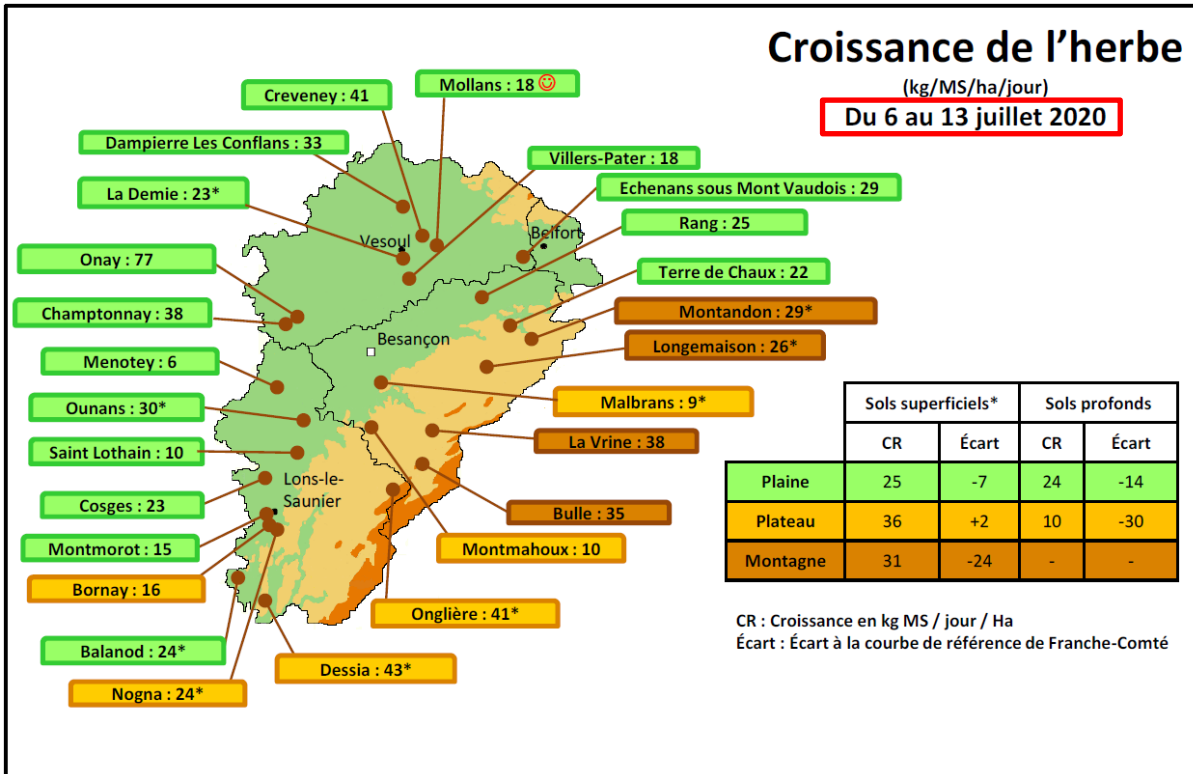 Croissance de l’herbe
(kg/MS/ha/jour)
Du 6 au 13 juillet 2020
Mollans : 18
Creveney : 41
Dampierre Les Conflans : 33
Villers-Pater : 18
La Demie : 23*
Echenans sous Mont Vaudois : 29
Rang : 25
Vesoul
Belfort
Onay : 77
Terre de Chaux : 22
Champtonnay : 38
Montandon : 29*
Besançon
Longemaison : 26*
Menotey : 6
Malbrans : 9*
Ounans : 30*
La Vrine : 38
Saint Lothain : 10
Lons-le-
Saunier
Cosges : 23
Bulle : 35
Montmorot : 15
Montmahoux : 10
Bornay : 16
Onglière : 41*
Balanod : 24*
Dessia : 43*
Nogna : 24*
Sols superficiels* Sols profonds
CR Écart CR Écart
Plaine 25 -7 24 -14
Plateau 36 +2 10 -30
Montagne 31 -24 - -
CR : Croissance en kg MS / jour / Ha
Écart : Écart à la courbe de référence de Franche-Comté